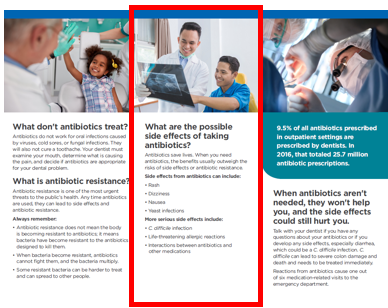 What don't antibiotics treat?
Antibiotics do not work for oral infections caused
by viruses, cold sores, or fungal infections. They
will also not cure a toothache. Your dentist must
examine your mouth, determine what is causing
the pain, and decide if antibiotics are appropriate
for your dental problem.
What is antibiotic resistance?
Antibiotic resistance is one of the most urgent
threats to the public's health. Any time antibiotics
are used, they can lead to side effects and
antibiotic resistance.
Always remember:
• Antibiotic resistance does not mean the body
is becoming resistant to antibiotics; it means
bacteria have become resistant to the antibiotics
designed to kill them.
• When bacteria become resistant, antibiotics
cannot fight them, and the bacteria multiply.
• Some resistant bacteria can be harder to treat
and can spread to other people.
What are the possible
side effects of taking
antibiotics?
Antibiotics save lives. When you need
antibiotics, the benefits usually outweigh the
risks of side effects or antibiotic resistance.
Side effects from antibiotics can include:
• Rash
• Dizziness
• Nausea
• Yeast infections
More serious side effects include:
• C. difficile infection
• Life-threatening allergic reactions
• Interactions between antibiotics and
other medications
9.5% of all antibiotics prescribed
in outpatient settings are
prescribed by dentists. In
2016, that totaled 25.7 million
antibiotic prescriptions.
When antibiotics aren't
needed, they won't help
you, and the side effects
could still hurt you.
Talk with your dentist if you have any
questions about your antibiotics or if you
develop any side effects, especially diarrhea,
which could be a C. difficile infection. C.
difficile can lead to severe colon damage and
death and needs to be treated immediately.
Reactions from antibiotics cause one out
of six medication-related visits to the
emergency department.